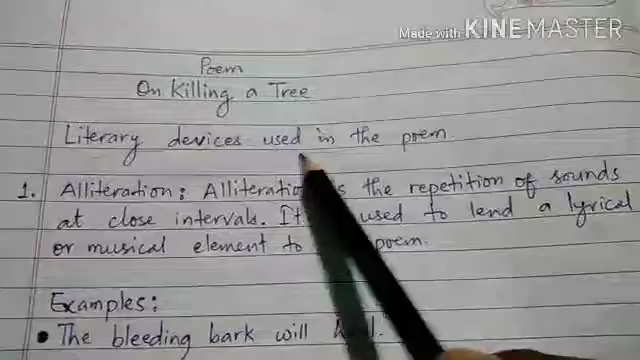 Made with KINEMASTER
Poem
On Killing a Tree
Literary devices used in the poem.
1. Alliteration: Alliteration is the repetition of sounds
at close intervals. It used to lend a lyrical
or musical element to poem.
Examples:
• The bleeding bark will